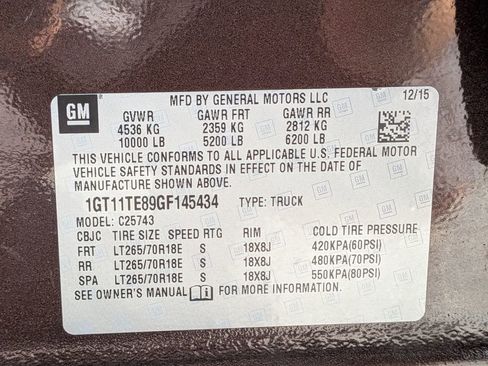 GM
MFD BY GENERAL MOTORS LLC 12/15
GVWR GAWR FRT GAWR RR
4536 KG 2359 KG 2812 KG
10000 LB 5200 LB 6200 LB
THIS VEHICLE CONFORMS TO ALL APPLICABLE U.S. FEDERAL MOTOR
VEHICLE SAFETY STANDARDS IN EFFECT ON THE DATE OF
MANUFACTURE SHOWN ABOVE.
1GT11TE89GF145434 TYPE: TRUCK
MODEL: C25743
CBJC TIRE SIZE SPEED RTG RIM COLD TIRE PRESSURE
FRT LT265/70R18E S 18X8J 420KPA(60PSI)
RR LT265/70R18E S 18X8J 480KPA(70PSI)
SPA LT265/70R18E S 18X8J 550KPA(80PSI)
SEE OWNER'S MANUAL FOR MORE INFORMATION.